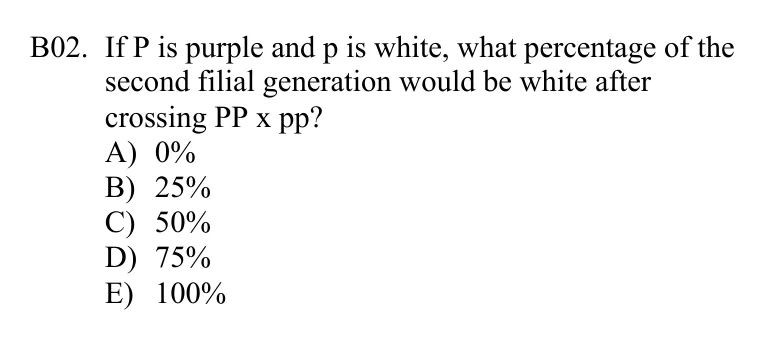 B02. If P is purple and p is white, what percentage of the
second filial generation would be white after
crossing PP x pp?
A) 0%
B) 25%
C) 50%
D) 75%
E) 100%